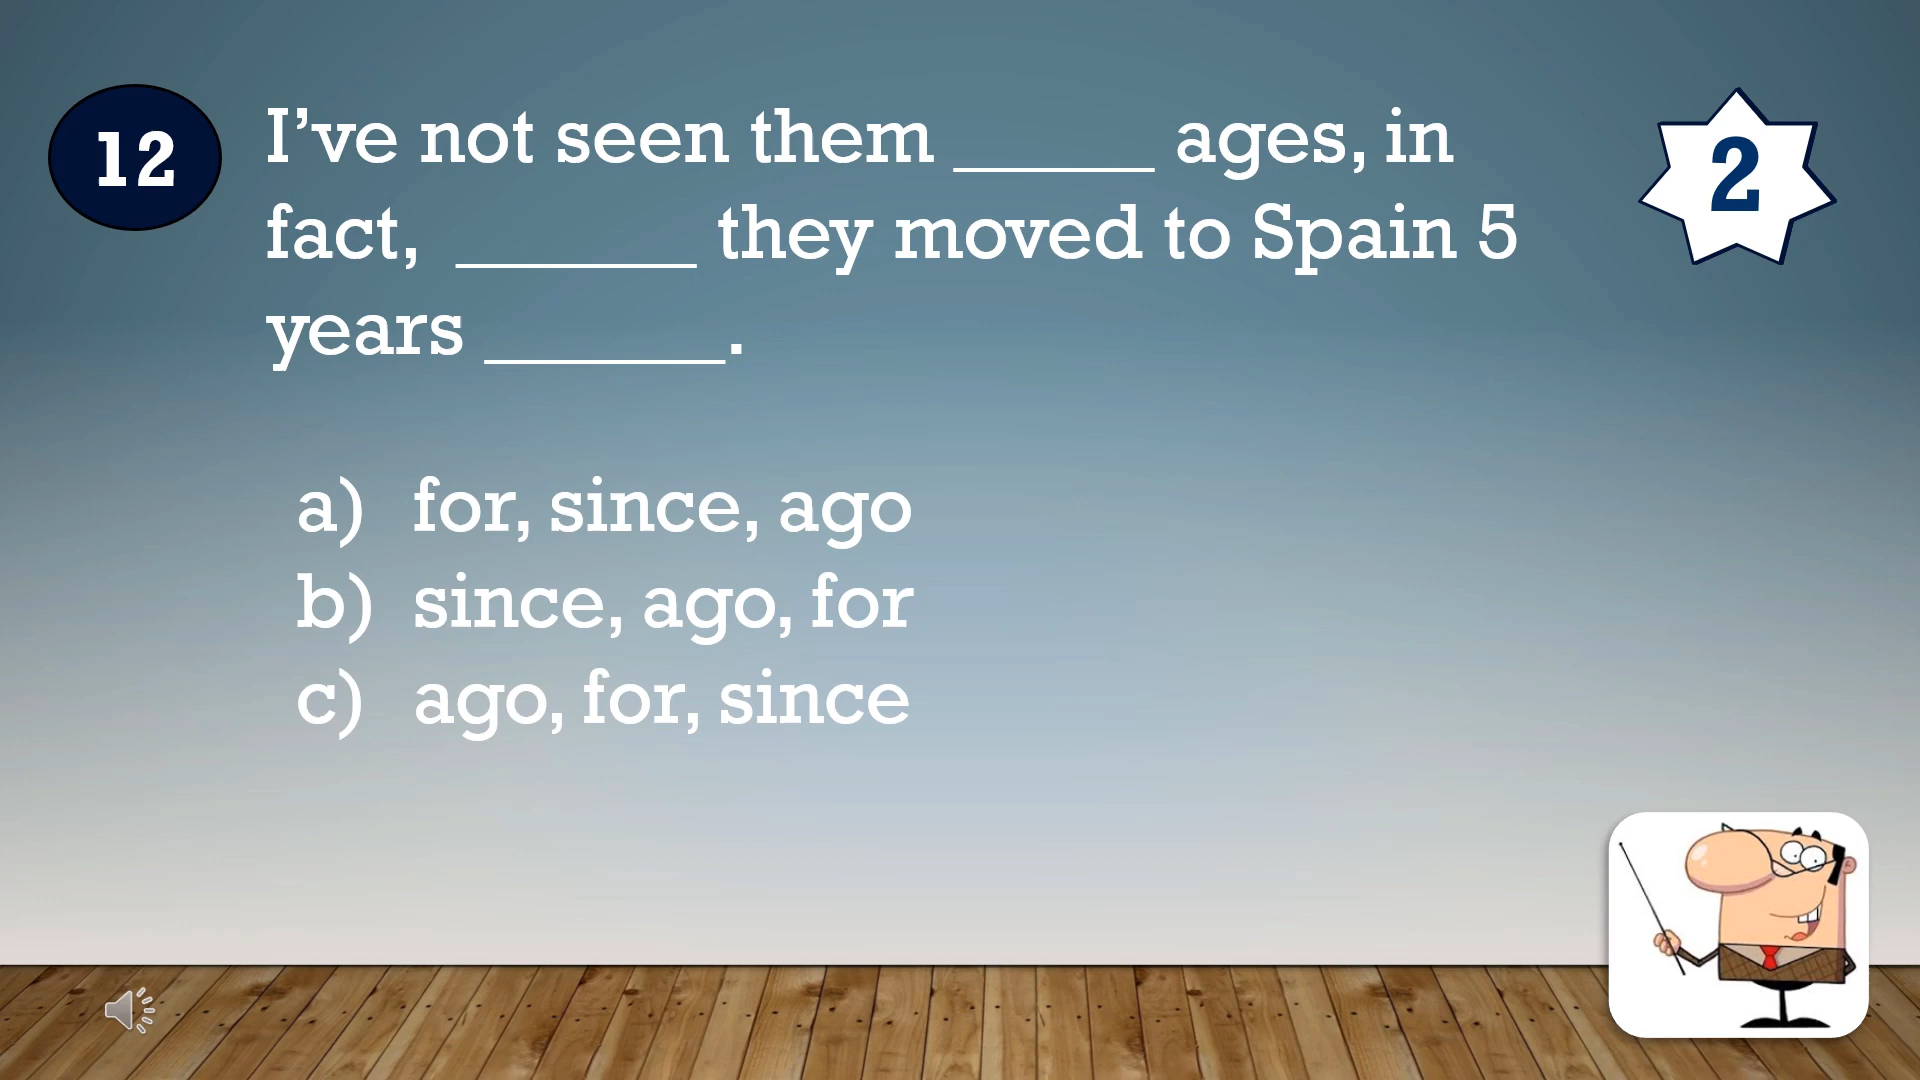 12
I’ve not seen them _____ ages, in
fact, ______ they moved to Spain 5
years ______.
2
a) for, since, ago
b) since, ago, for
c) ago, for, since